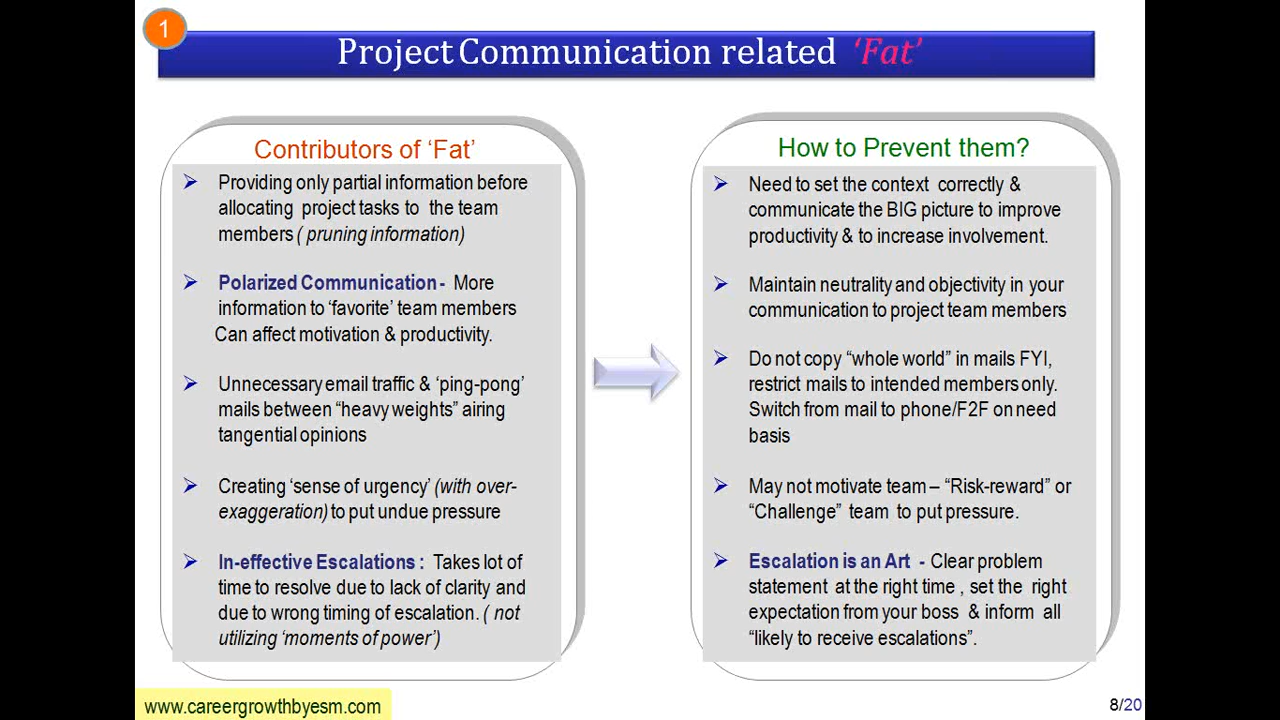 1
Project Communication related ‘Fat’
Contributors of ‘Fat’
Providing only partial information before
allocating project tasks to the team
members ( pruning information)
Polarized Communication - More
information to ‘favorite’ team members
Can affect motivation & productivity.
Unnecessary email traffic & ‘ping-pong’
mails between “heavy weights” airing
tangential opinions
Creating ‘sense of urgency’ (with over-
exaggeration) to put undue pressure
In-effective Escalations : Takes lot of
time to resolve due to lack of clarity and
due to wrong timing of escalation. ( not
utilizing ‘moments of power’)
How to Prevent them?
Need to set the context correctly &
communicate the BIG picture to improve
productivity & to increase involvement.
Maintain neutrality and objectivity in your
communication to project team members
Do not copy “whole world” in mails FYI,
restrict mails to intended members only.
Switch from mail to phone/F2F on need
basis
May not motivate team – “Risk-reward” or
“Challenge” team to put pressure.
Escalation is an Art - Clear problem
statement at the right time , set the right
expectation from your boss & inform all
“likely to receive escalations”.
www.careergrowthbyesm.com
8/20